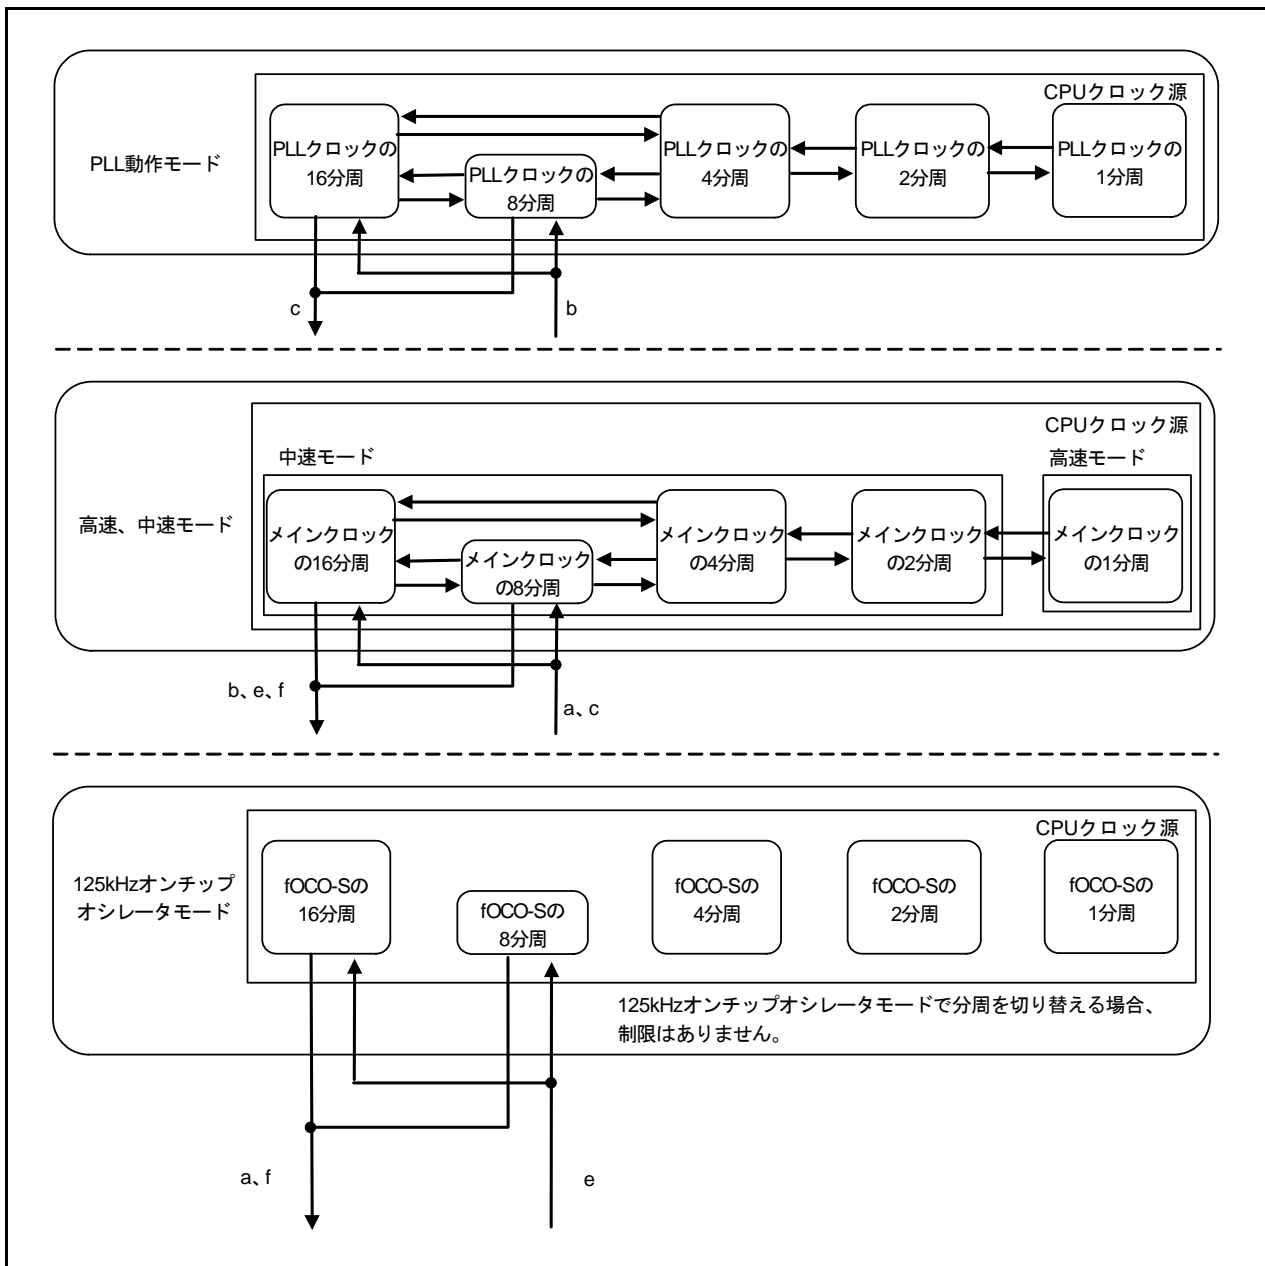 CPUクロック源
PLL動作モード
PLLクロックの
16分周
PLLクロックの
8分周
PLLクロックの
4分周
PLLクロックの
2分周
PLLクロックの
1分周
c
b
CPUクロック源
中速モード
高速モード
高速、中速モード
メインクロック
の16分周
メインクロック
の8分周
メインクロック
の4分周
メインクロック
の2分周
メインクロック
の1分周
b、e、f
a、c
CPUクロック源
125kHzオンチップ
オシレータモード
fOCO-Sの
16分周
fOCO-Sの
8分周
fOCO-Sの
4分周
fOCO-Sの
2分周
fOCO-Sの
1分周
125kHzオンチップオシレータモードで分周を切り替える場合、
制限はありません。
a、f
e